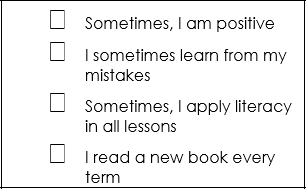 Sometimes, I am positive
I sometimes learn from my
mistakes
Sometimes, I apply literacy
in all lessons
I read a new book every
term